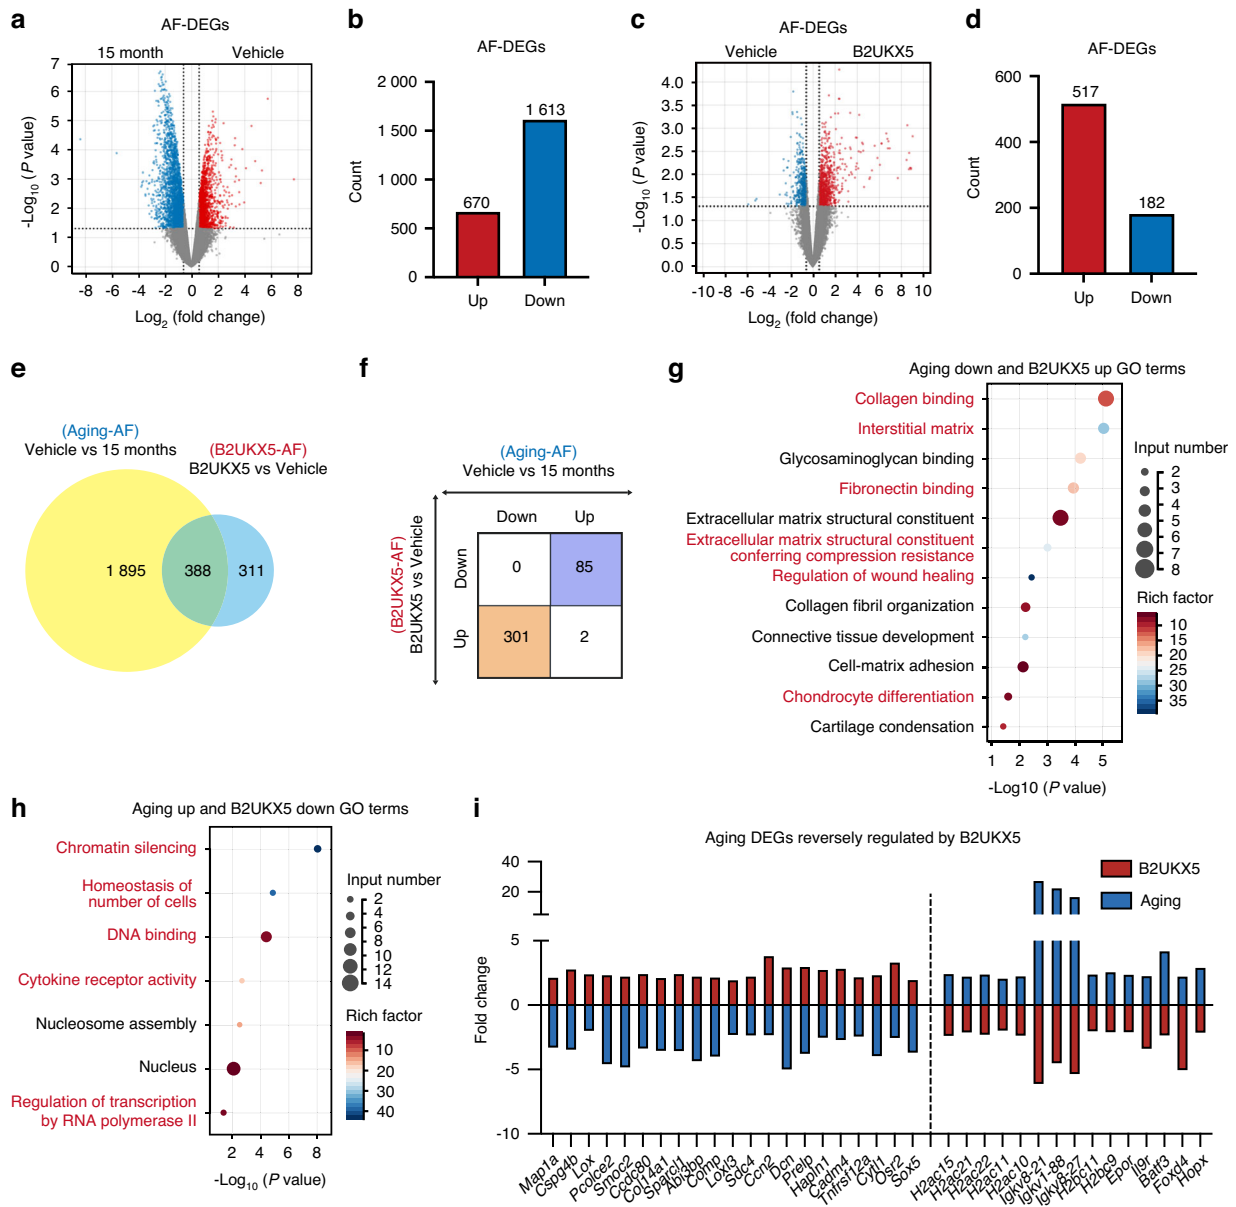 a
AF-DEGs
15 month
Vehicle
-Log10 (P value)
7
6
5
4
3
2
1
0
-8 -6 -4 -2 0 2 4 6 8
Log2 (fold change)
b
AF-DEGs
Count
2 000
1 500
1 000
500
0
670
1 613
Up
Down
c
AF-DEGs
Vehicle
B2UKX5
-Log10 (P value)
4.0
3.5
3.0
2.5
2.0
1.5
1.0
0.5
0.0
-10 -8 -6 -4 -2 0 2 4 6 8 10
Log2 (fold change)
d
AF-DEGs
Count
600
400
200
0
517
182
Up
Down
e
(Aging-AF)
Vehicle vs 15 months
(B2UKX5-AF)
B2UKX5 vs Vehicle
1 895
388
311
f
(Aging-AF)
Vehicle vs 15 months
(B2UKX5-AF)
B2UKX5 vs Vehicle
Down
Up
Down
Up
0
85
301
2
g
Aging down and B2UKX5 up GO terms
Collagen binding
Interstitial matrix
Glycosaminoglycan binding
Fibronectin binding
Extracellular matrix structural constituent
Extracellular matrix structural constituent
conferring compression resistance
Regulation of wound healing
Collagen fibril organization
Connective tissue development
Cell-matrix adhesion
Chondrocyte differentiation
Cartilage condensation
1 2 3 4 5
-Log10 (P value)
Input number
2
3
4
5
6
7
8
Rich factor
10
15
20
25
30
35
h
Aging up and B2UKX5 down GO terms
Chromatin silencing
Homeostasis of
number of cells
DNA binding
Cytokine receptor activity
Nucleosome assembly
Nucleus
Regulation of transcription
by RNA polymerase II
2 4 6 8
-Log10 (P value)
Input number
2
4
6
8
10
12
14
Rich factor
10
20
30
40
i
Aging DEGs reversely regulated by B2UKX5
B2UKX5
Aging
Fold change
40
20
5
0
-5
-10
Map1a
Cspg4b
Lox
Pcolce2
Smoc2
Ccdc80
Col14a1
Sparcl1
Abi3bp
Comp
Loxl3
Sdc4
Ccn2
Dcn
Prelp
Hapln1
Cadm4
Tnfrsf12a
Cytl1
Osr2
Sox5
H2ac15
H2ac21
H2ac22
H2ac11
H2ac10
Igkv8-21
Igkv1-88
Igkv8-27
H2bc11
H2bc9
Epor
Il9r
Batf3
Foxd4
Hopx